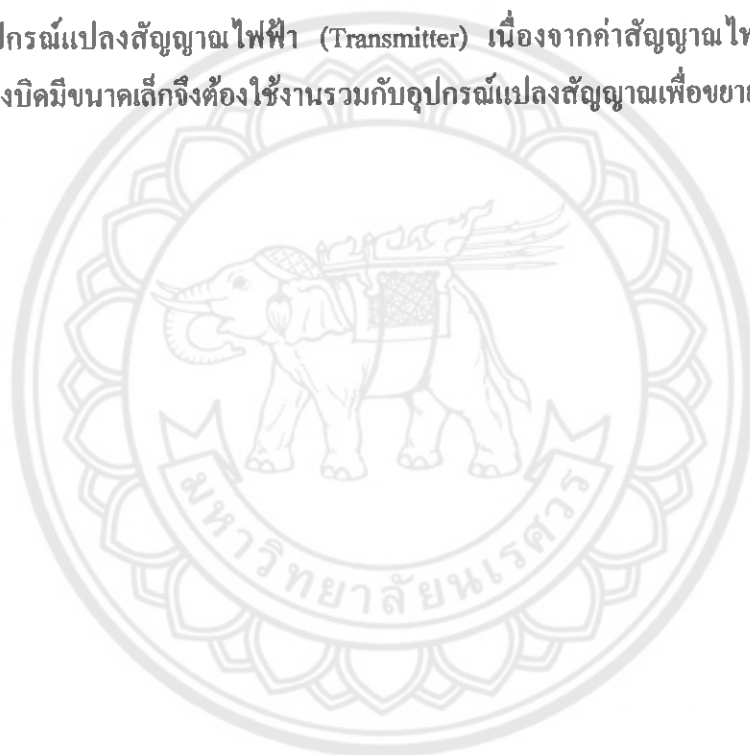 ปกรณ์แปลงสัญญาณไฟฟ้า (Transmitter) เนื่องจากค่าสัญญาณไฟ
งบิดมีขนาดเล็กจึงต้องใช้งานรวมกับอุปกรณ์แปลงสัญญาณเพื่อขยาย
มหาวิทยาลัยนเรศวร